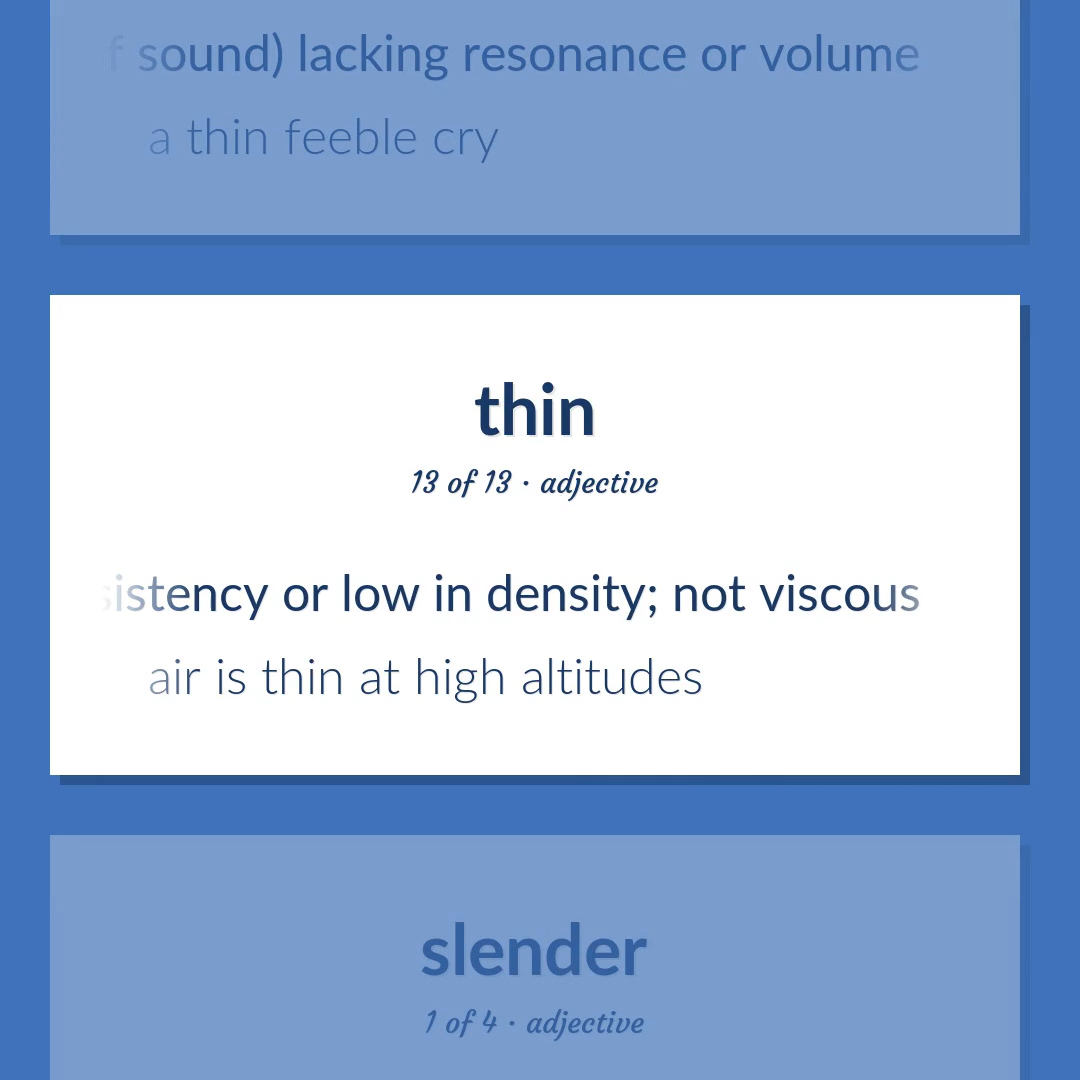 sound) lacking resonance or volume
a thin feeble cry
thin
13 of 13 · adjective
sistency or low in density; not viscous
air is thin at high altitudes
slender
1 of 4 · adjective